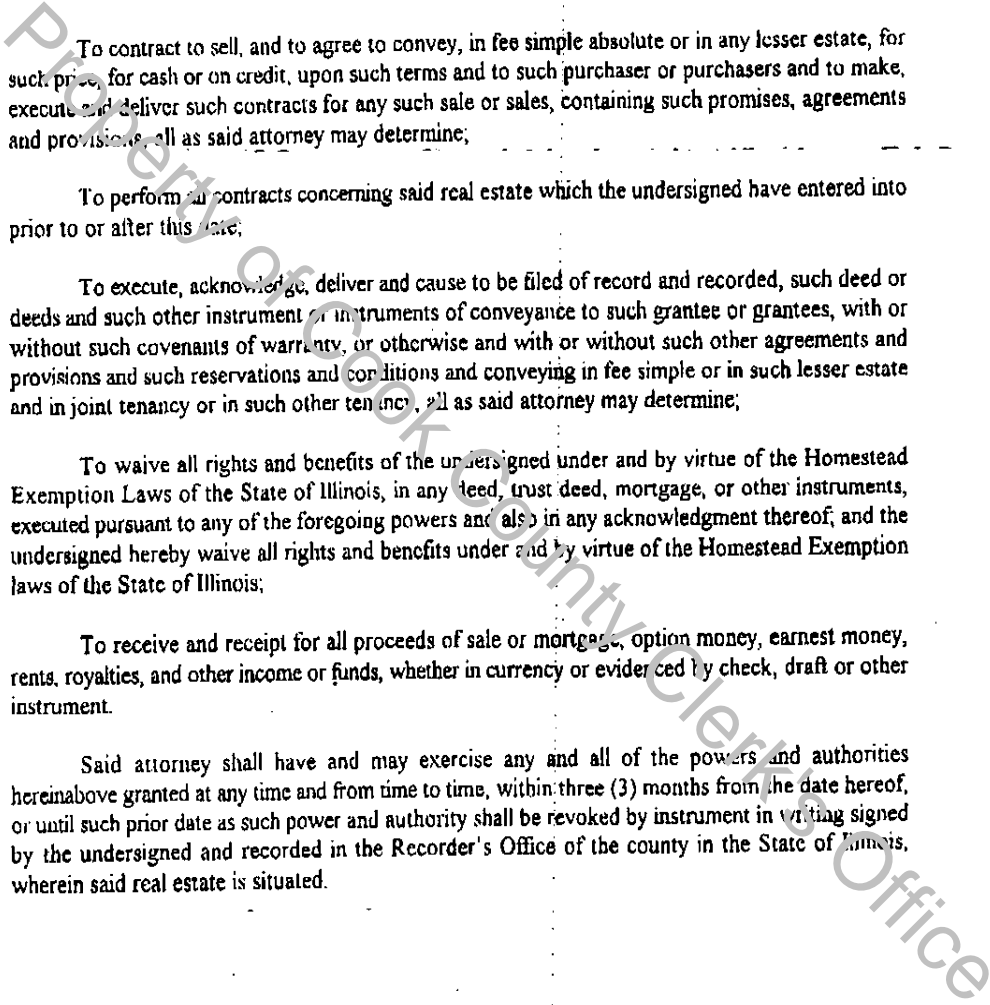 To contract to sell, and to agree to convey, in fee simple absolute or in any lesser estate, for
such price, for cash or on credit, upon such terms and to such purchaser or purchasers and to make,
execute and deliver such contracts for any such sale or sales, containing such promises, agreements
and provisions, all as said attorney may determine;
To perform all contracts concerning said real estate which the undersigned have entered into
prior to or after this date;
To execute, acknowledge, deliver and cause to be filed of record and recorded, such deed or
deeds and such other instrument or instruments of conveyance to such grantee or grantees, with or
without such covenants of warranty, or otherwise and with or without such other agreements and
provisions and such reservations and conditions and conveying in fee simple or in such lesser estate
and in joint tenancy or in such other tenancy, all as said attorney may determine;
To waive all rights and benefits of the undersigned under and by virtue of the Homestead
Exemption Laws of the State of Illinois, in any deed, trust deed, mortgage, or other instruments,
executed pursuant to any of the foregoing powers and also in any acknowledgment thereof; and the
undersigned hereby waive all rights and benefits under and by virtue of the Homestead Exemption
laws of the State of Illinois;
To receive and receipt for all proceeds of sale or mortgage, option money, earnest money,
rents, royalties, and other income or funds, whether in currency or evidenced by check, draft or other
instrument.
Said attorney shall have and may exercise any and all of the powers and authorities
hereinabove granted at any time and from time to time, within three (3) months from the date hereof,
or until such prior date as such power and authority shall be revoked by instrument in writing signed
by the undersigned and recorded in the Recorder's Office of the county in the State of Illinois,
wherein said real estate is situated.
Property of Cook County Clerk's Office